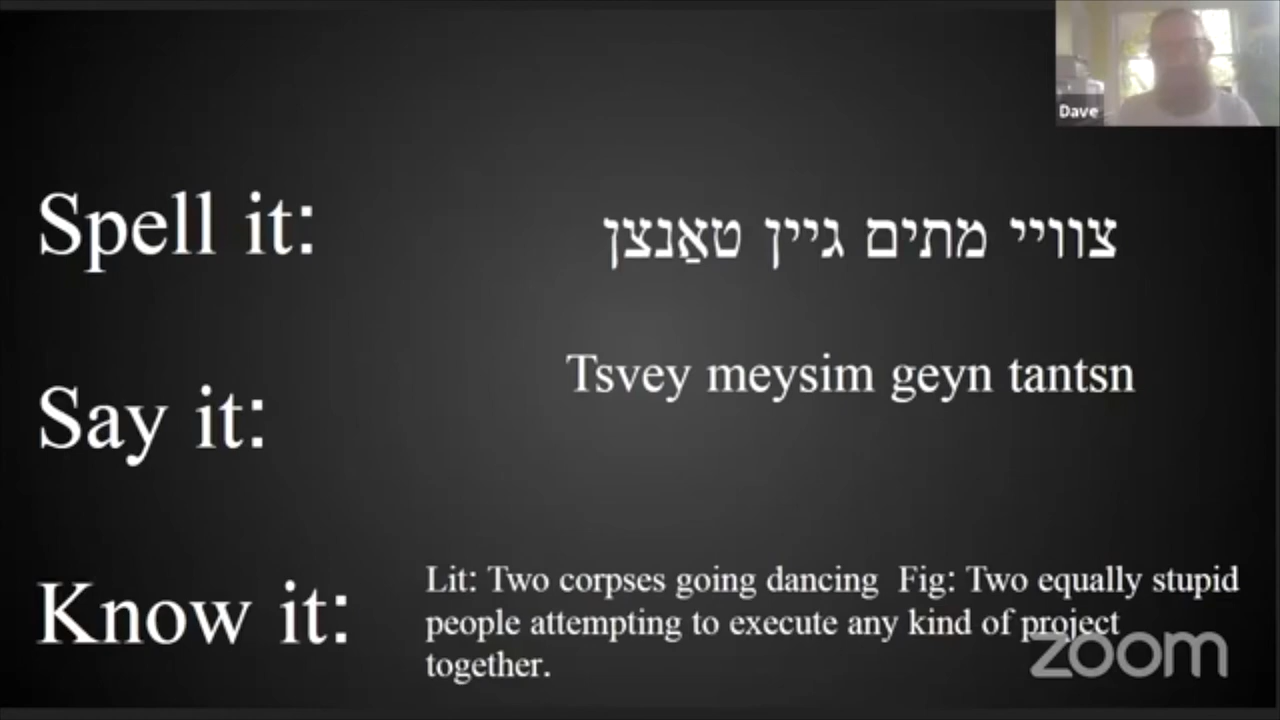 Dave
Spell it:
צוויי מתים גיין טאַנצן
Say it:
Tsvey meysim geyn tantsn
Know it:
Lit: Two corpses going dancing Fig: Two equally stupid
people attempting to execute any kind of project
together.
zoom